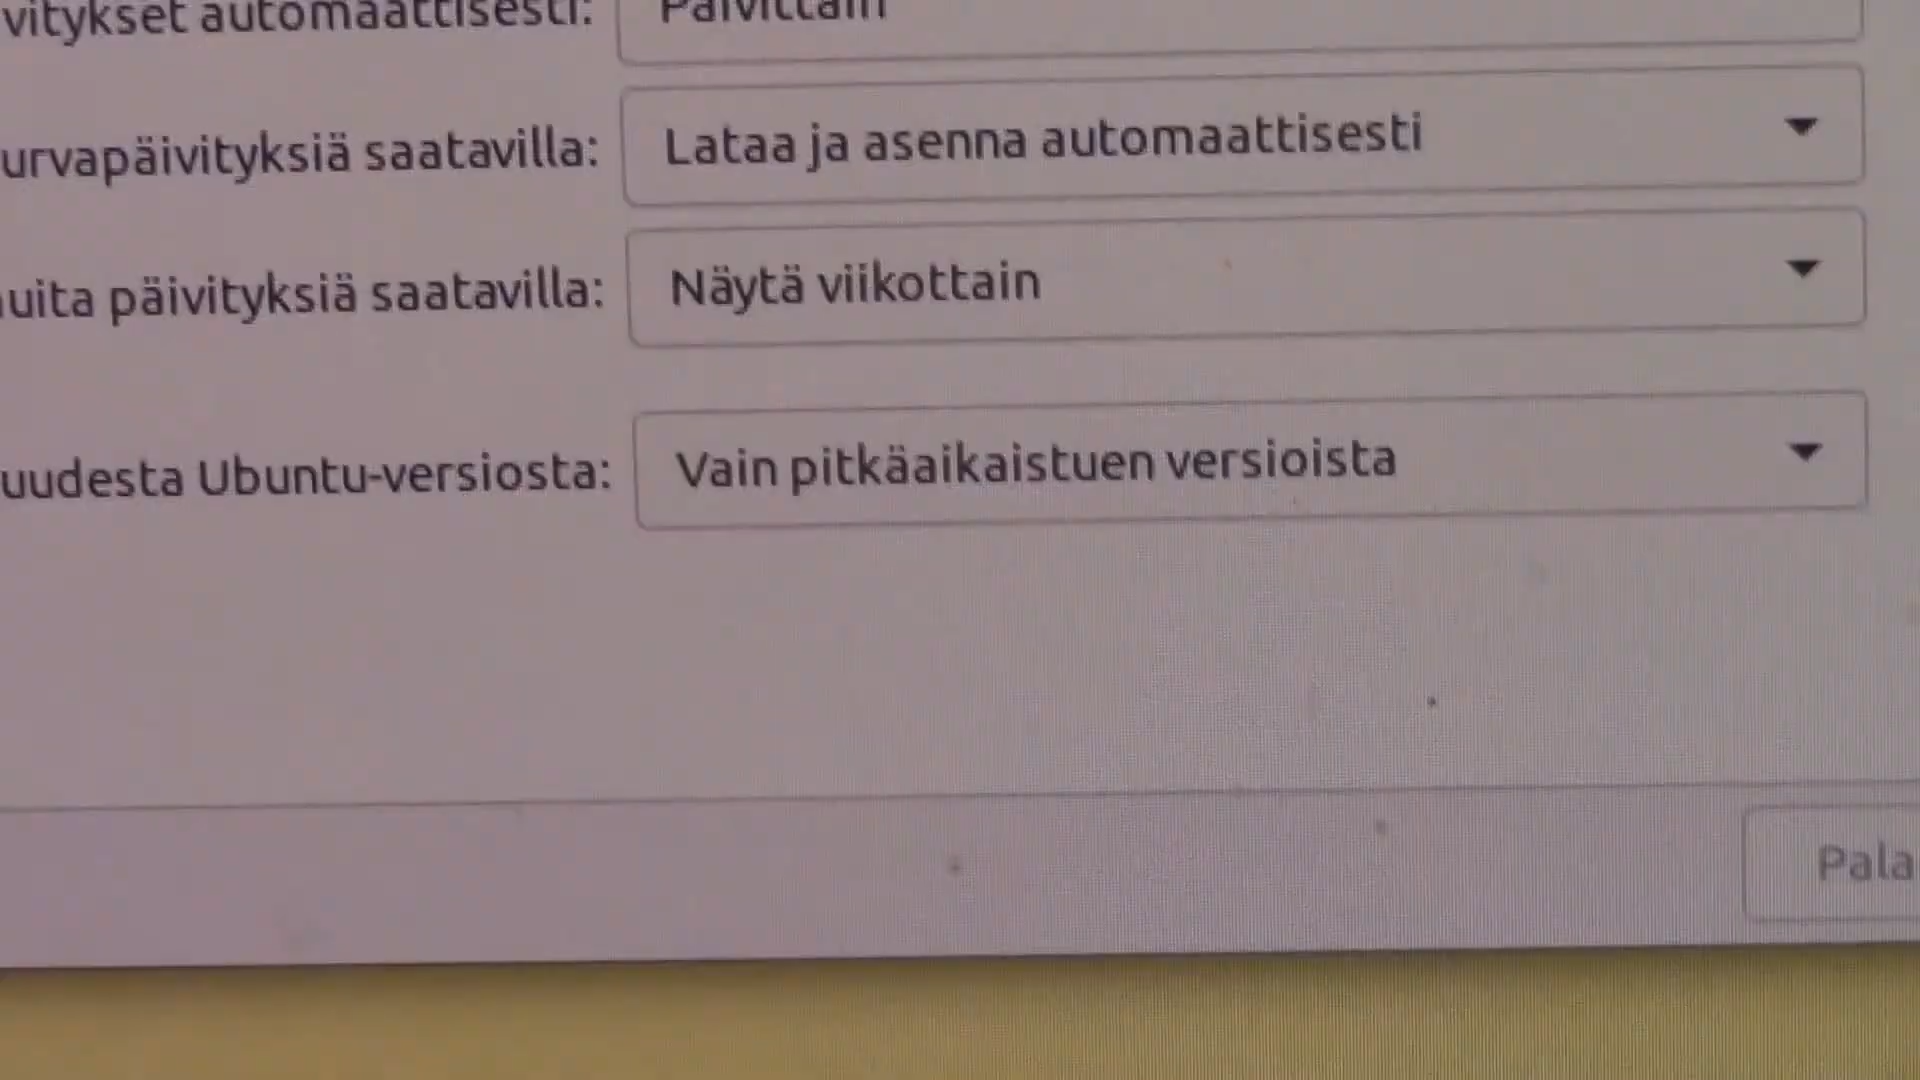 vitykset automaattisesti: Päivittäin
urvapäivityksiä saatavilla: Lataa ja asenna automaattisesti
uita päivityksiä saatavilla: Näytä viikottain
uudesta Ubuntu-versiosta: Vain pitkäaikaistuen versioista
Pala